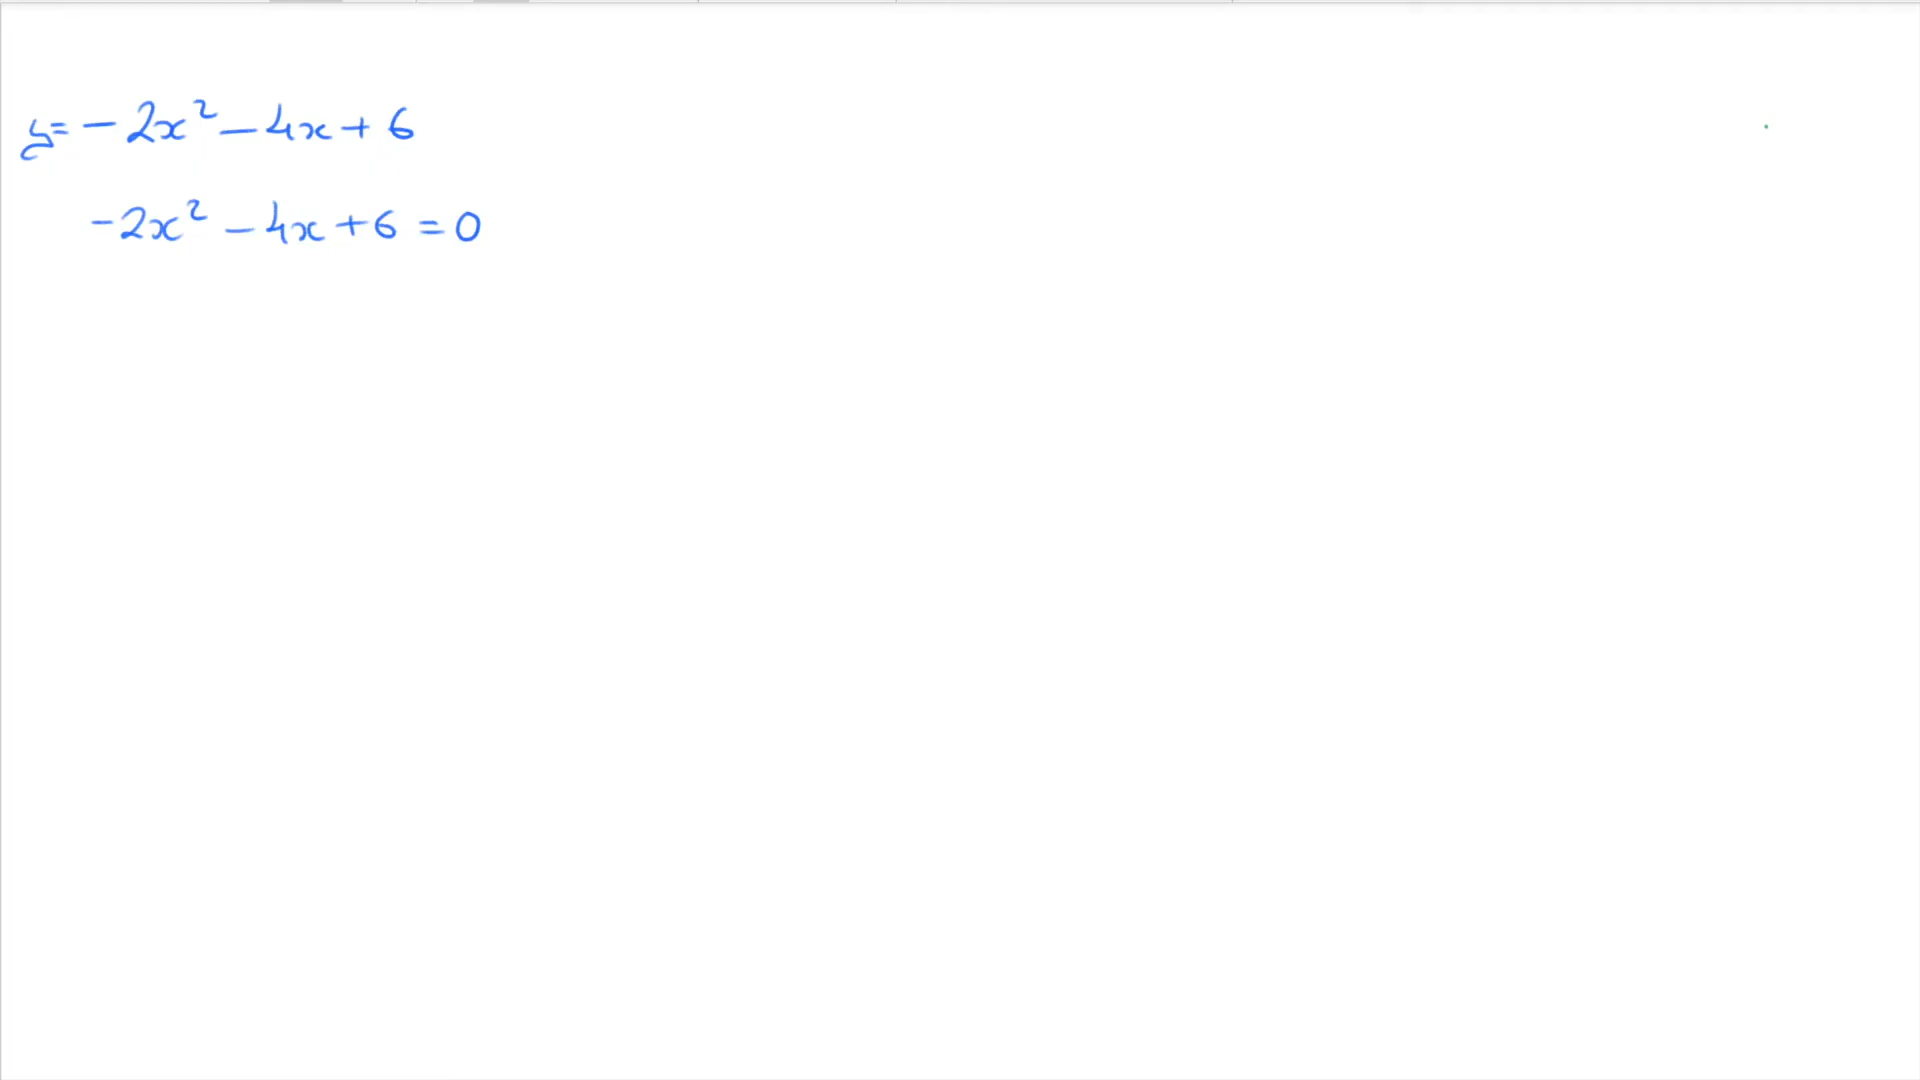 y= -2x² - 4x + 6
-2x² - 4x + 6 = 0